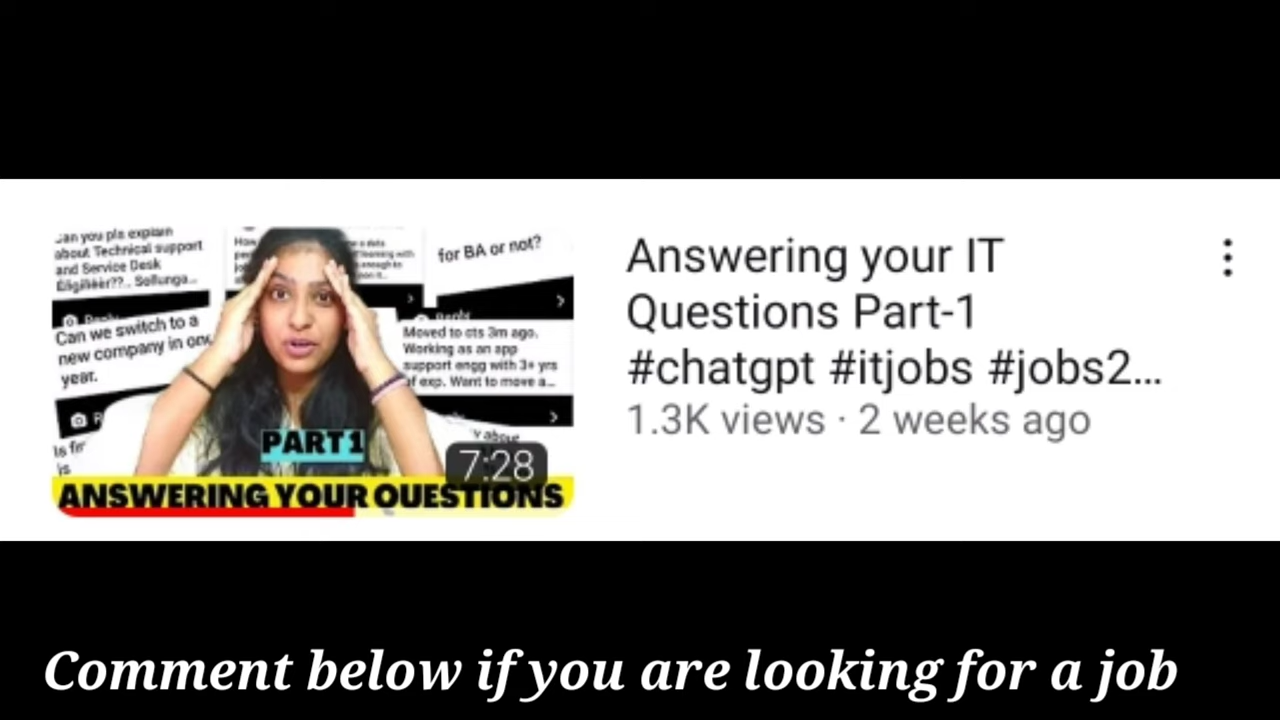 Can you pls explain
about Technical support
and Service Desk
Sollunga...
for BA or not?
Can we switch to a
new company in one
year.
Moved to cts 3m ago.
Working as an app
support engg with 3+ yrs
of exp. Want to move a...
Reply
PART 1
7:28
ANSWERING YOUR QUESTIONS
Answering your IT
Questions Part-1
#chatgpt #itjobs #jobs2...
1.3K views · 2 weeks ago
Comment below if you are looking for a job